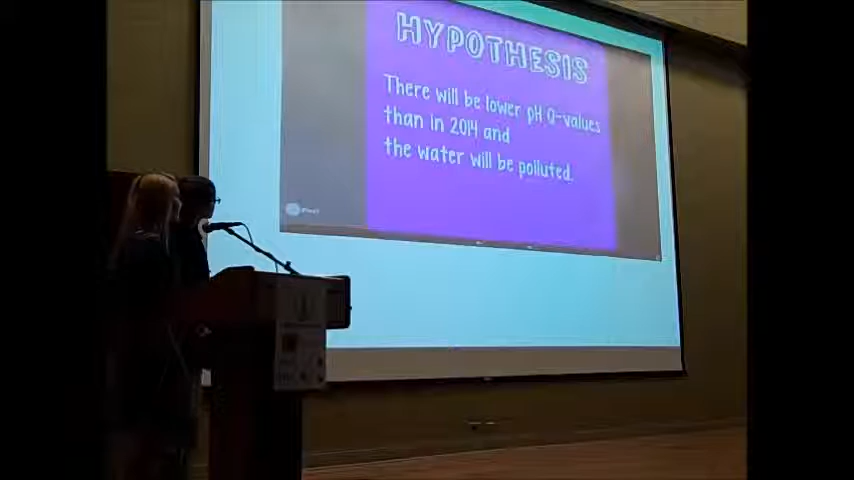 HYPOTHESIS
There will be lower pH Q-values
than in 2014 and
the water will be polluted.